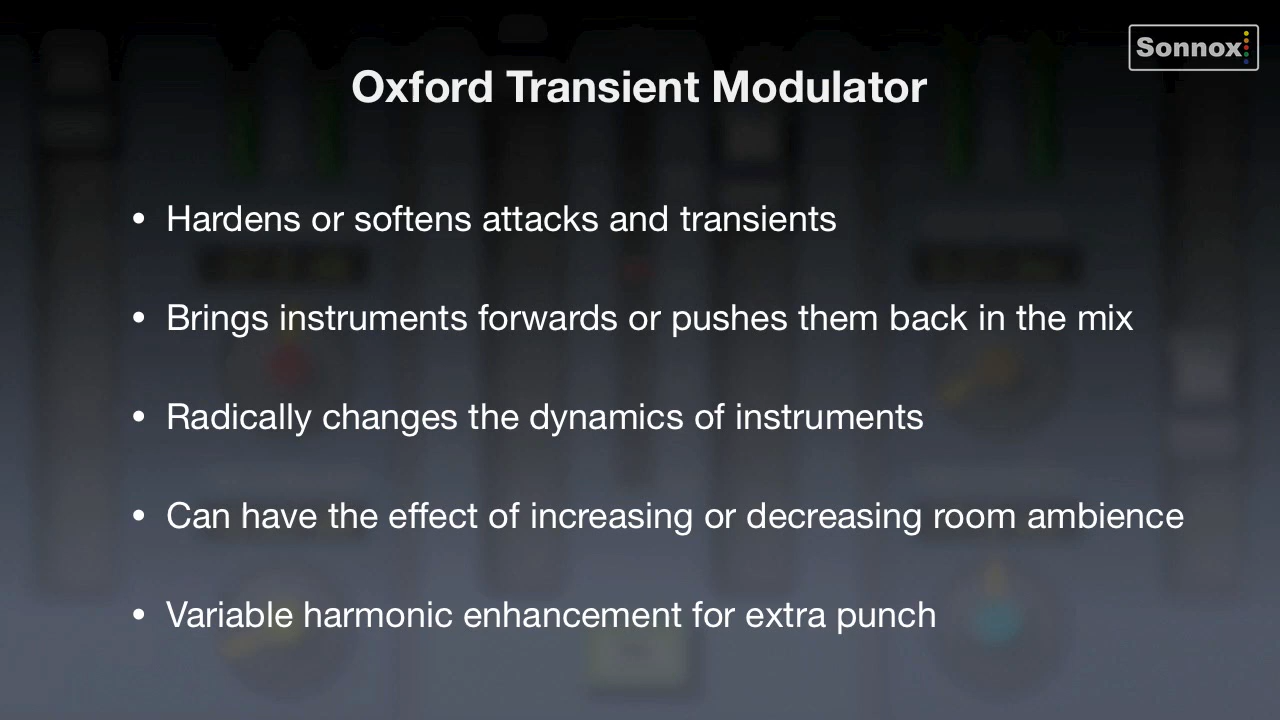 Sonnox
Oxford Transient Modulator
• Hardens or softens attacks and transients
• Brings instruments forwards or pushes them back in the mix
• Radically changes the dynamics of instruments
• Can have the effect of increasing or decreasing room ambience
• Variable harmonic enhancement for extra punch